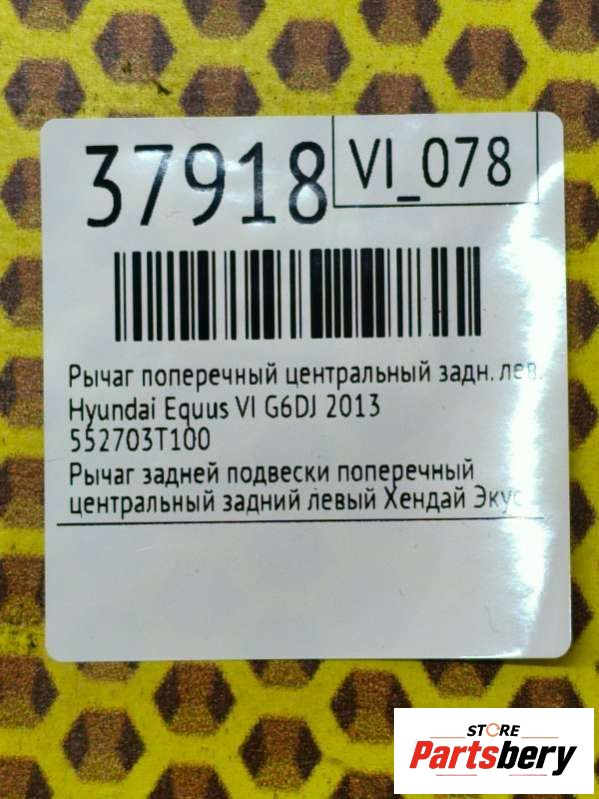 37918
VI_078
Рычаг поперечный центральный задн. лев.
Hyundai Equus VI G6DJ 2013
552703T100
Рычаг задней подвески поперечный
центральный задний левый Хендай Экус
STORE
Partsbery